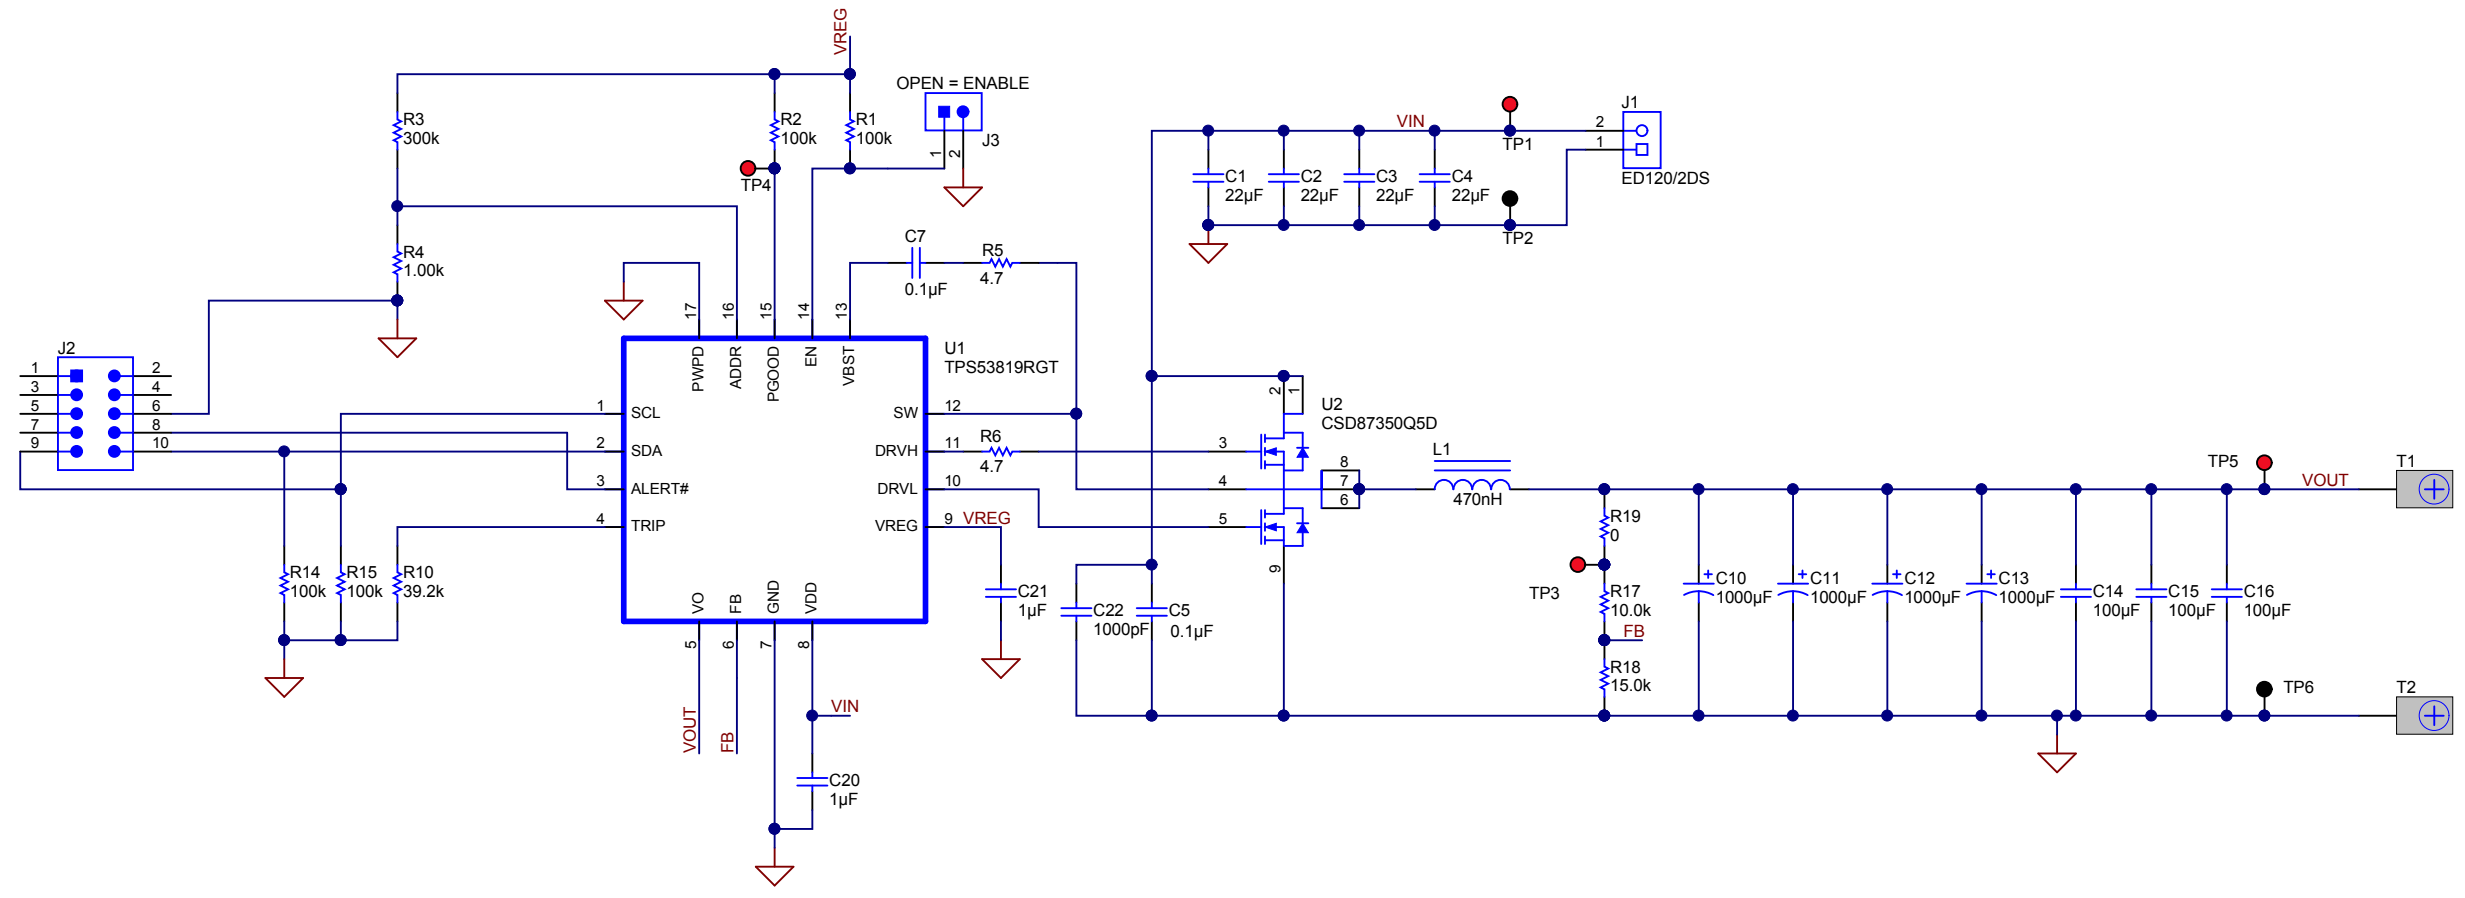 VREG
OPEN = ENABLE
J3
1
2
R3
300k
R2
100k
R1
100k
TP4
VIN
TP1
J1
2
1
ED120/2DS
C1
22µF
C2
22µF
C3
22µF
C4
22µF
TP2
R4
1.00k
C7
0.1µF
R5
4.7
17
16
15
14
13
J2
1
2
3
4
5
6
7
8
9
10
U1
TPS53819RGT
PWPD
ADDR
PGOOD
EN
VBST
1
SCL
2
SDA
3
ALERT#
4
TRIP
SW
12
DRVH
11
DRVL
10
VREG
9
VREG
R6
4.7
VO
FB
GND
VDD
5
6
7
8
VOUT
FB
VIN
C20
1µF
R14
100k
R15
100k
R10
39.2k
C21
1µF
C22
1000pF
C5
0.1µF
2
1
U2
CSD87350Q5D
3
4
5
8
7
6
9
L1
470nH
R19
0
TP3
R17
10.0k
FB
R18
15.0k
C10
1000µF
C11
1000µF
C12
1000µF
C13
1000µF
C14
100µF
C15
100µF
C16
100µF
TP5
VOUT
T1
TP6
T2